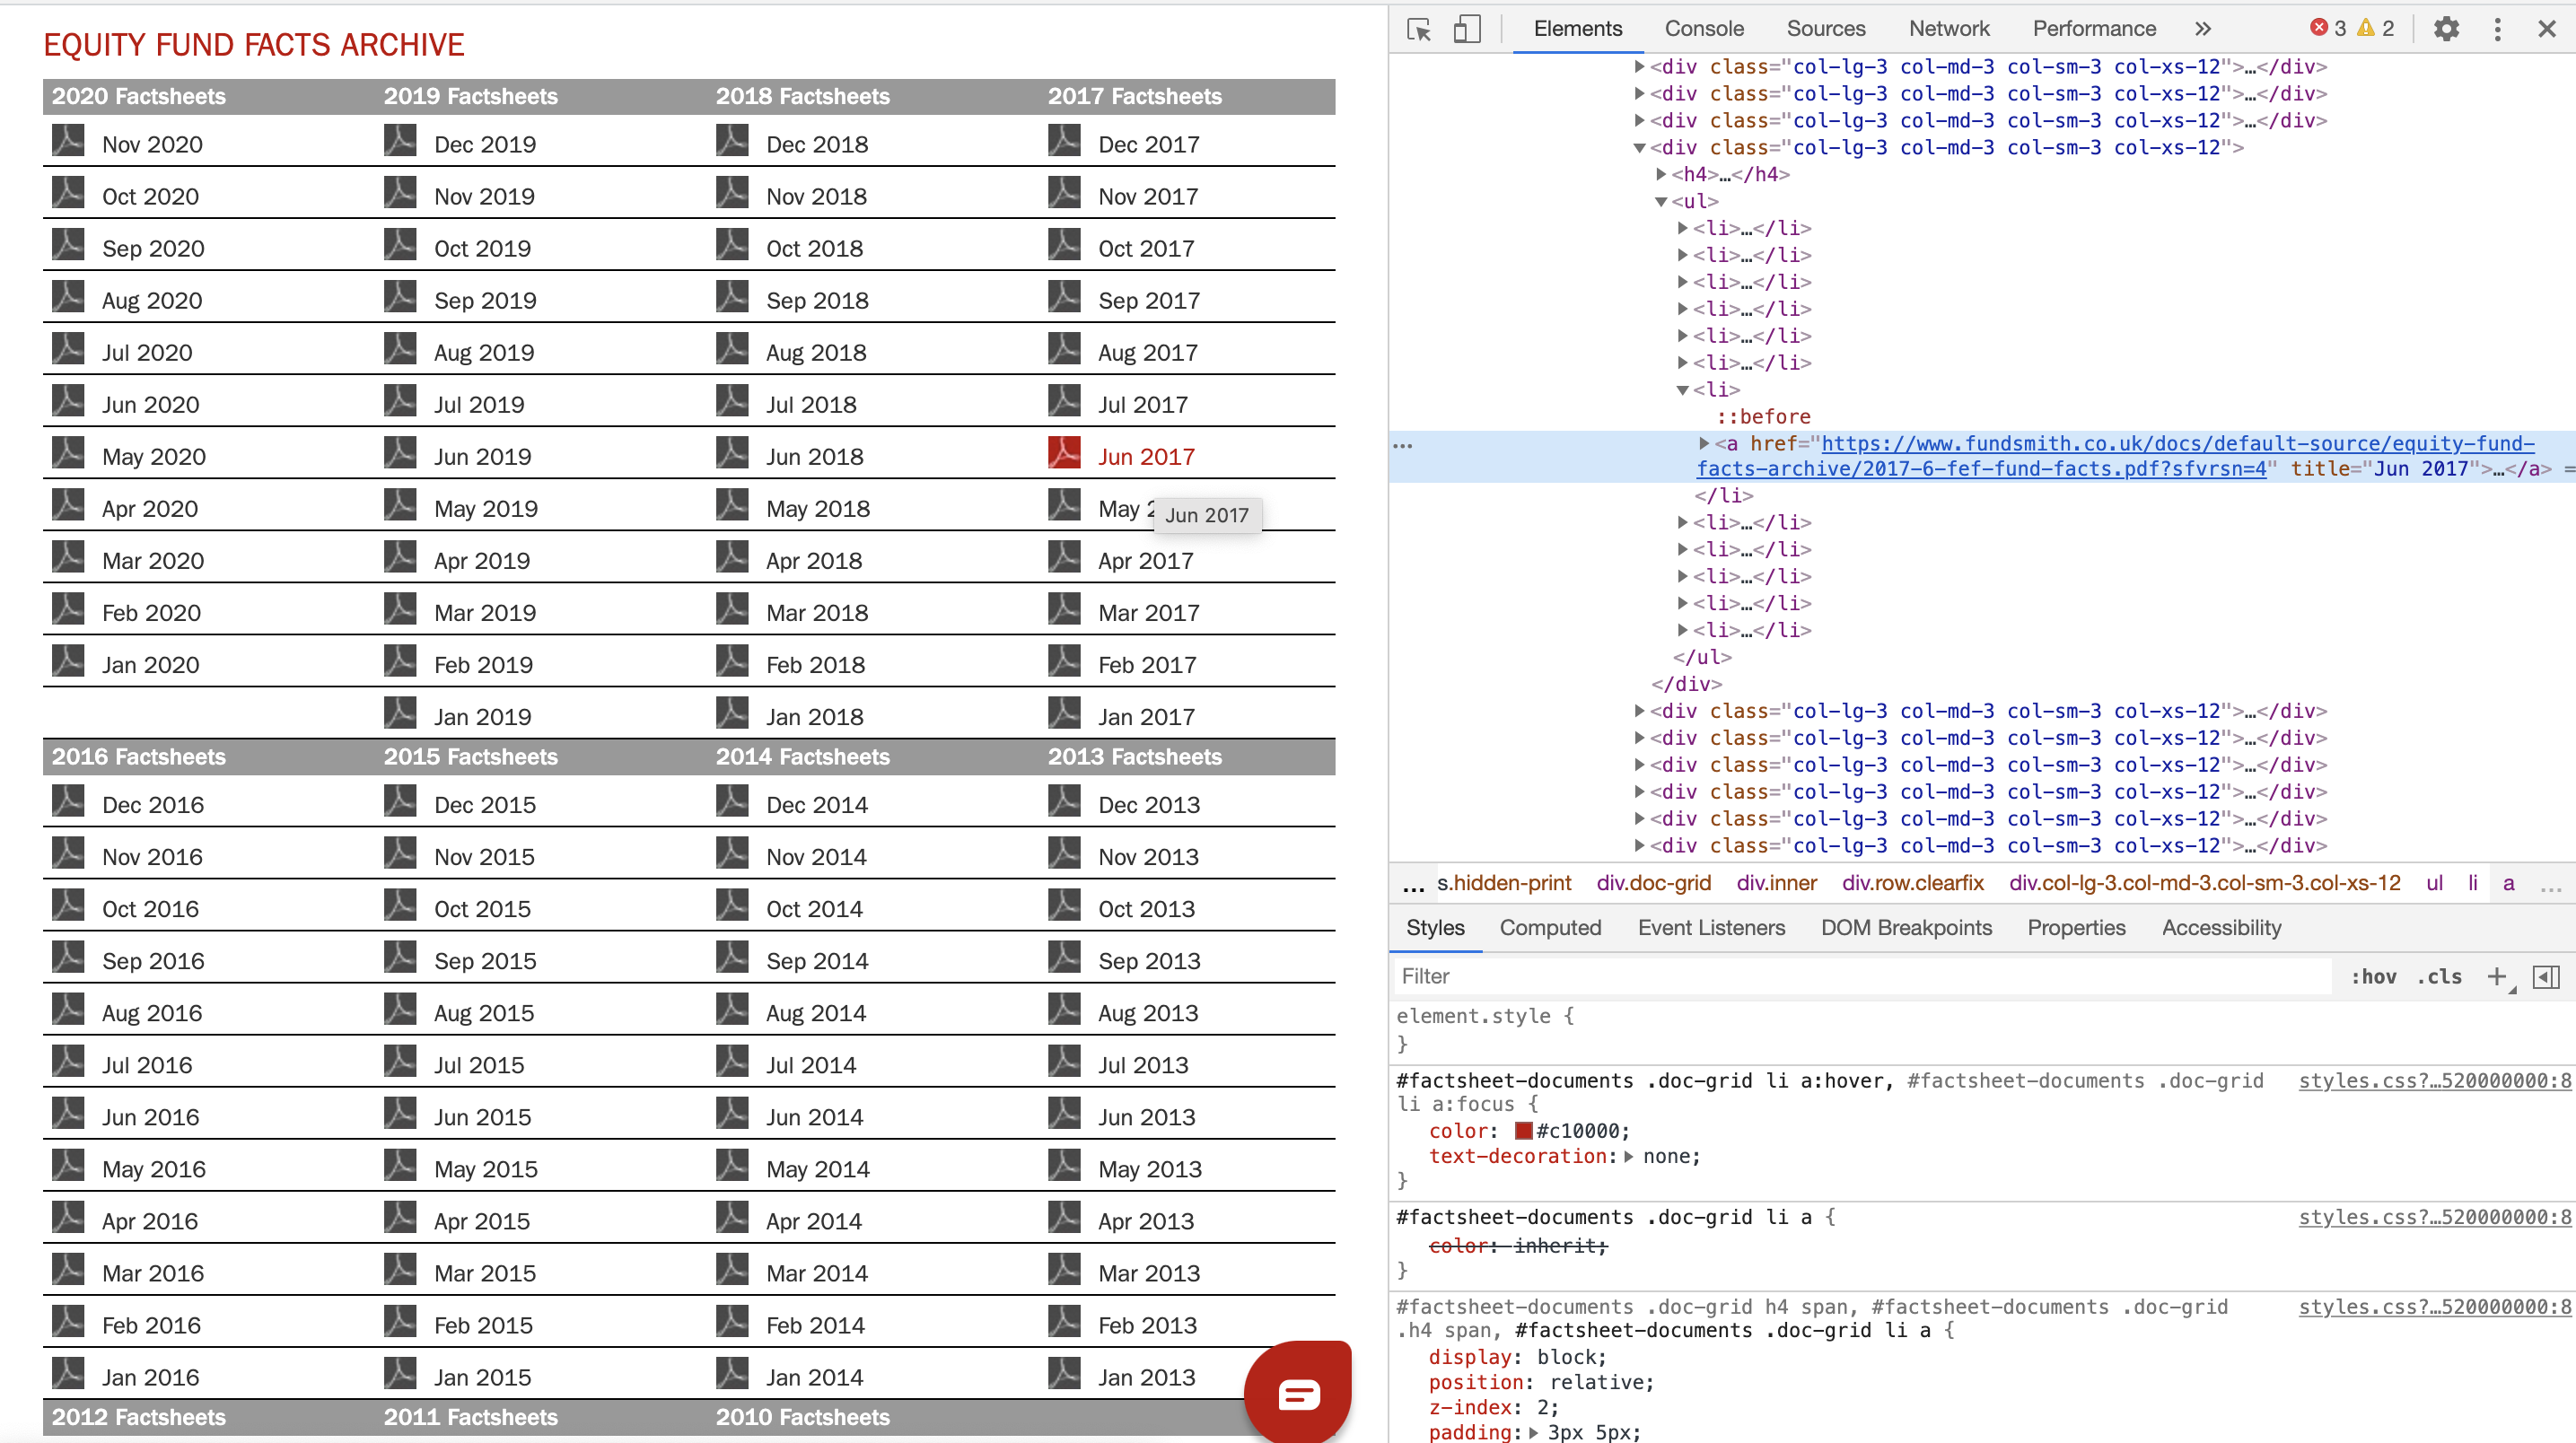 EQUITY FUND FACTS ARCHIVE
2020 Factsheets 2019 Factsheets 2018 Factsheets 2017 Factsheets
Nov 2020 Dec 2019 Dec 2018 Dec 2017
Oct 2020 Nov 2019 Nov 2018 Nov 2017
Sep 2020 Oct 2019 Oct 2018 Oct 2017
Aug 2020 Sep 2019 Sep 2018 Sep 2017
Jul 2020 Aug 2019 Aug 2018 Aug 2017
Jun 2020 Jul 2019 Jul 2018 Jul 2017
May 2020 Jun 2019 Jun 2018 Jun 2017
Apr 2020 May 2019 May 2018 May 2
Jun 2017
Mar 2020 Apr 2019 Apr 2018 Apr 2017
Feb 2020 Mar 2019 Mar 2018 Mar 2017
Jan 2020 Feb 2019 Feb 2018 Feb 2017
Jan 2019 Jan 2018 Jan 2017
2016 Factsheets 2015 Factsheets 2014 Factsheets 2013 Factsheets
Dec 2016 Dec 2015 Dec 2014 Dec 2013
Nov 2016 Nov 2015 Nov 2014 Nov 2013
Oct 2016 Oct 2015 Oct 2014 Oct 2013
Sep 2016 Sep 2015 Sep 2014 Sep 2013
Aug 2016 Aug 2015 Aug 2014 Aug 2013
Jul 2016 Jul 2015 Jul 2014 Jul 2013
Jun 2016 Jun 2015 Jun 2014 Jun 2013
May 2016 May 2015 May 2014 May 2013
Apr 2016 Apr 2015 Apr 2014 Apr 2013
Mar 2016 Mar 2015 Mar 2014 Mar 2013
Feb 2016 Feb 2015 Feb 2014 Feb 2013
Jan 2016 Jan 2015 Jan 2014 Jan 2013
2012 Factsheets 2011 Factsheets 2010 Factsheets
Elements Console Sources Network Performance » 3 2
<div class="col-lg-3 col-md-3 col-sm-3 col-xs-12">…</div>
<div class="col-lg-3 col-md-3 col-sm-3 col-xs-12">…</div>
<div class="col-lg-3 col-md-3 col-sm-3 col-xs-12">…</div>
<div class="col-lg-3 col-md-3 col-sm-3 col-xs-12">
<h4>…</h4>
<ul>
<li>…</li>
<li>…</li>
<li>…</li>
<li>…</li>
<li>…</li>
<li>…</li>
<li>
::before
… <a href="https://www.fundsmith.co.uk/docs/default-source/equity-fund-
facts-archive/2017-6-fef-fund-facts.pdf?sfvrsn=4" title="Jun 2017">…</a> =
</li>
<li>…</li>
<li>…</li>
<li>…</li>
<li>…</li>
<li>…</li>
</ul>
</div>
<div class="col-lg-3 col-md-3 col-sm-3 col-xs-12">…</div>
<div class="col-lg-3 col-md-3 col-sm-3 col-xs-12">…</div>
<div class="col-lg-3 col-md-3 col-sm-3 col-xs-12">…</div>
<div class="col-lg-3 col-md-3 col-sm-3 col-xs-12">…</div>
<div class="col-lg-3 col-md-3 col-sm-3 col-xs-12">…</div>
<div class="col-lg-3 col-md-3 col-sm-3 col-xs-12">…</div>
… s.hidden-print div.doc-grid div.inner div.row.clearfix div.col-lg-3.col-md-3.col-sm-3.col-xs-12 ul li a …
Styles Computed Event Listeners DOM Breakpoints Properties Accessibility
Filter :hov .cls +
element.style {
}
#factsheet-documents .doc-grid li a:hover, #factsheet-documents .doc-grid styles.css?…520000000:8
li a:focus {
color: #c10000;
text-decoration: none;
}
#factsheet-documents .doc-grid li a { styles.css?…520000000:8
color: inherit;
}
#factsheet-documents .doc-grid h4 span, #factsheet-documents .doc-grid styles.css?…520000000:8
.h4 span, #factsheet-documents .doc-grid li a {
display: block;
position: relative;
z-index: 2;
padding: 3px 5px;